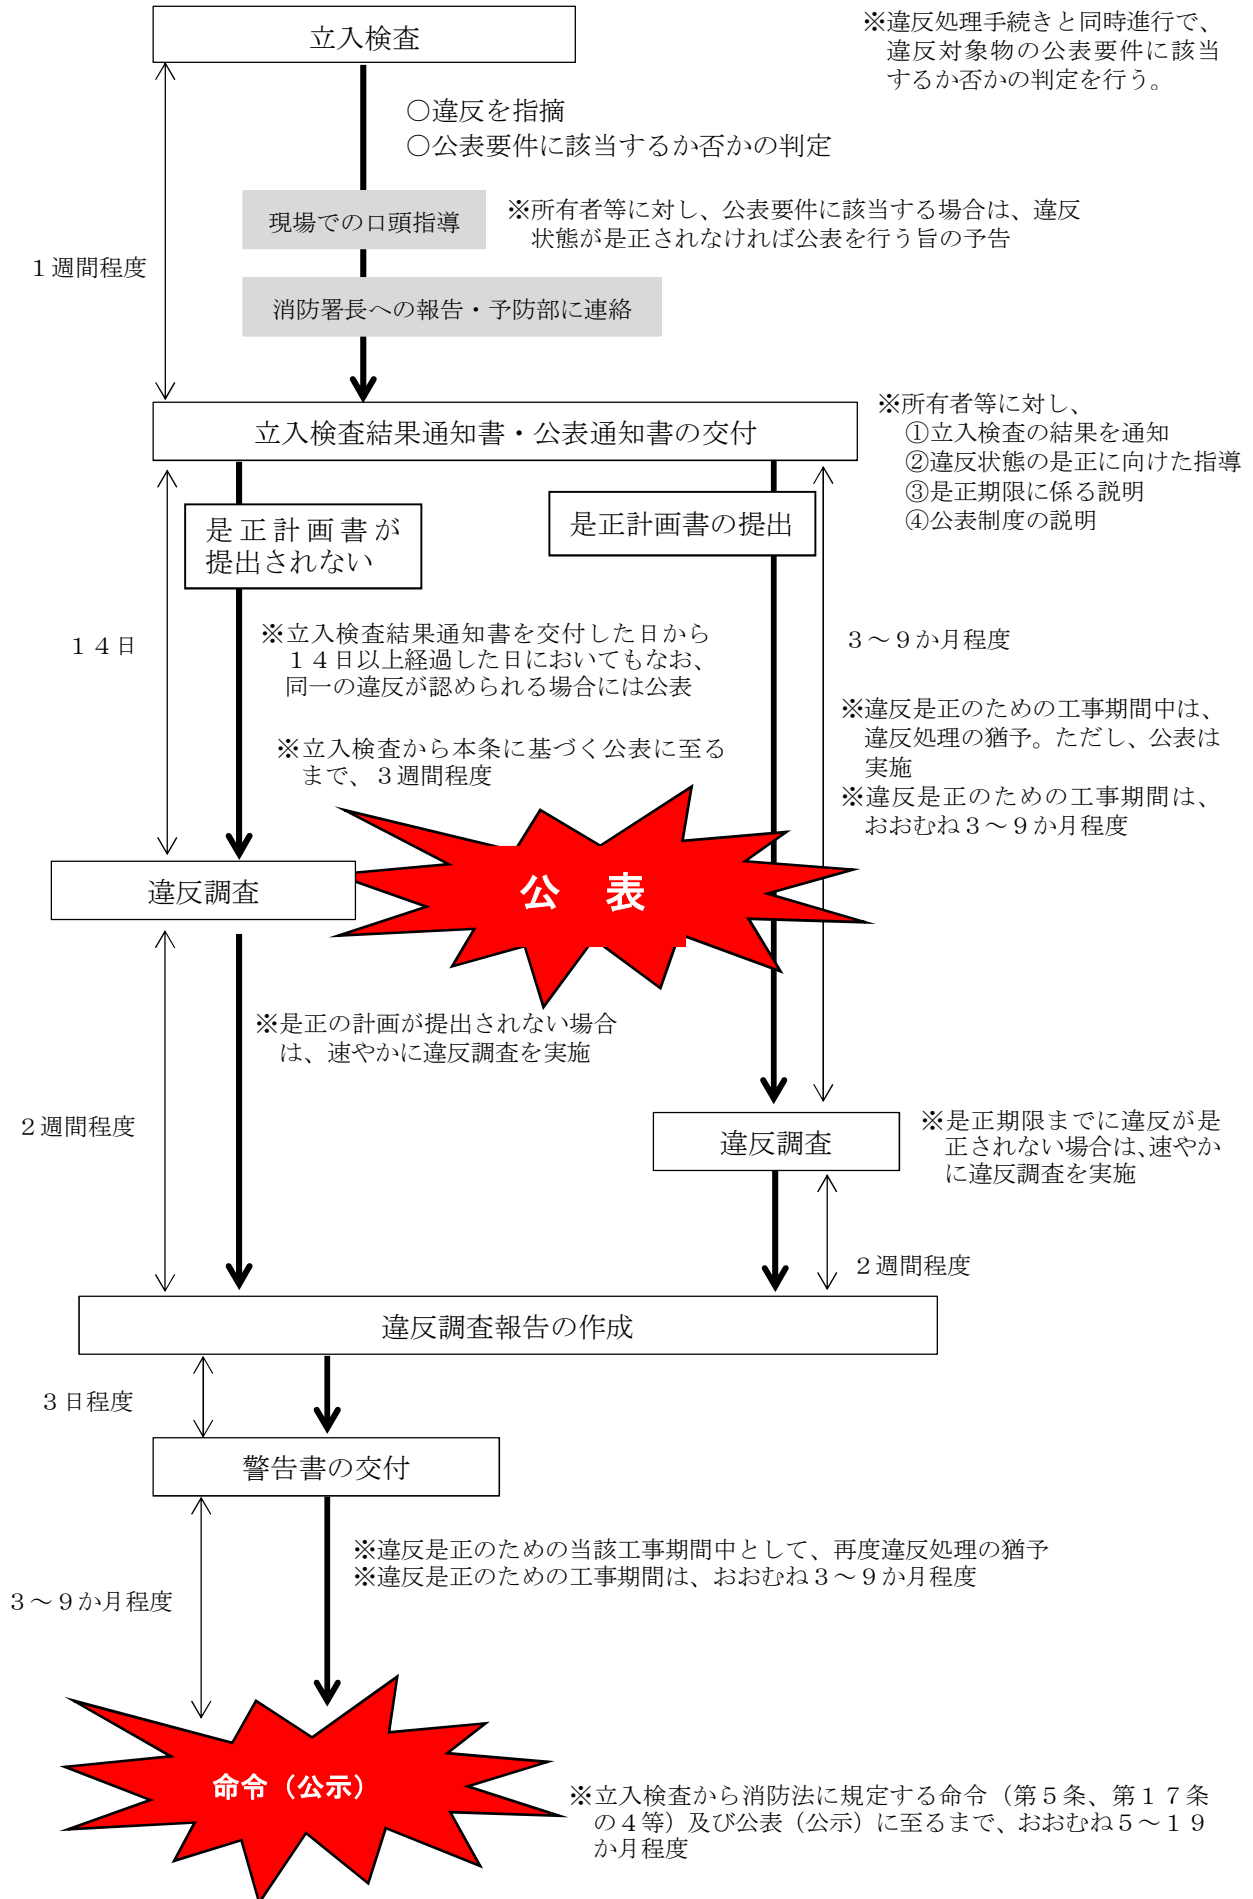 立入検査
※違反処理手続きと同時進行で、
違反対象物の公表要件に該当
するか否かの判定を行う。
○違反を指摘
○公表要件に該当するか否かの判定
現場での口頭指導
※所有者等に対し、公表要件に該当する場合は、違反
状態が是正されなければ公表を行う旨の予告
１週間程度
消防署長への報告・予防部に連絡
立入検査結果通知書・公表通知書の交付
※所有者等に対し、
①立入検査の結果を通知
②違反状態の是正に向けた指導
③是正期限に係る説明
④公表制度の説明
是正計画書が
提出されない
是正計画書の提出
１４日
※立入検査結果通知書を交付した日から
１４日以上経過した日においてもなお、
同一の違反が認められる場合には公表
３～９か月程度
※違反是正のための工事期間中は、
違反処理の猶予。ただし、公表は
実施
※違反是正のための工事期間は、
おおむね３～９か月程度
※立入検査から本条に基づく公表に至る
まで、３週間程度
違反調査
公　表
※是正の計画が提出されない場合
は、速やかに違反調査を実施
２週間程度
違反調査
※是正期限までに違反が是
正されない場合は、速やか
に違反調査を実施
２週間程度
違反調査報告の作成
３日程度
警告書の交付
※違反是正のための当該工事期間中として、再度違反処理の猶予
※違反是正のための工事期間は、おおむね３～９か月程度
３～９か月程度
命令（公示）
※立入検査から消防法に規定する命令（第５条、第１７条
の４等）及び公表（公示）に至るまで、おおむね５～１９
か月程度